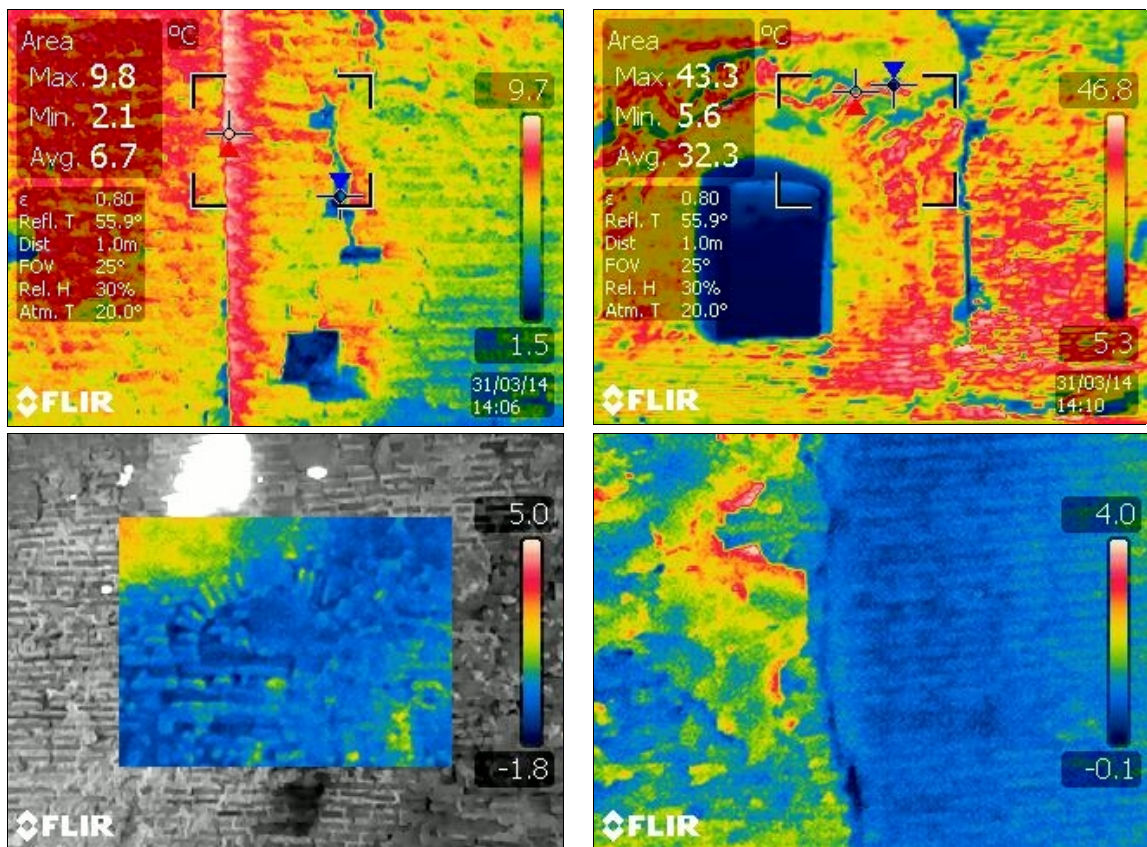 Area °C
Max. 9.8
Min. 2.1
Avg. 6.7
ε 0.80
Refl. T 55.9°
Dist 1.0m
FOV 25°
Rel. H 30%
Atm. T 20.0°
9.7
1.5
31/03/14
14:06
FLIR
Area °C
Max. 43.3
Min. 5.6
Avg. 32.3
ε 0.80
Refl. T 55.9°
Dist 1.0m
FOV 25°
Rel. H 30%
Atm. T 20.0°
46.8
5.3
31/03/14
14:10
FLIR
5.0
-1.8
FLIR
4.0
-0.1
FLIR